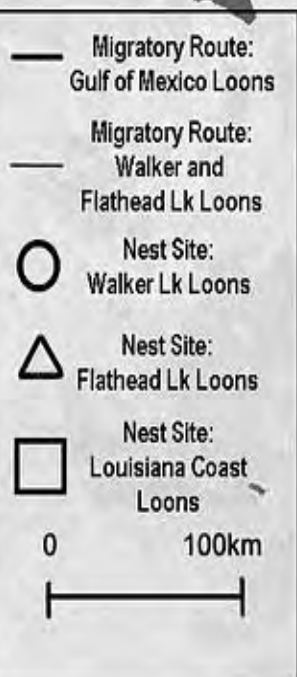 Migratory Route:
Gulf of Mexico Loons
Migratory Route:
Walker and
Flathead Lk Loons
Nest Site:
Walker Lk Loons
Nest Site:
Flathead Lk Loons
Nest Site:
Louisiana Coast
Loons
0 100km